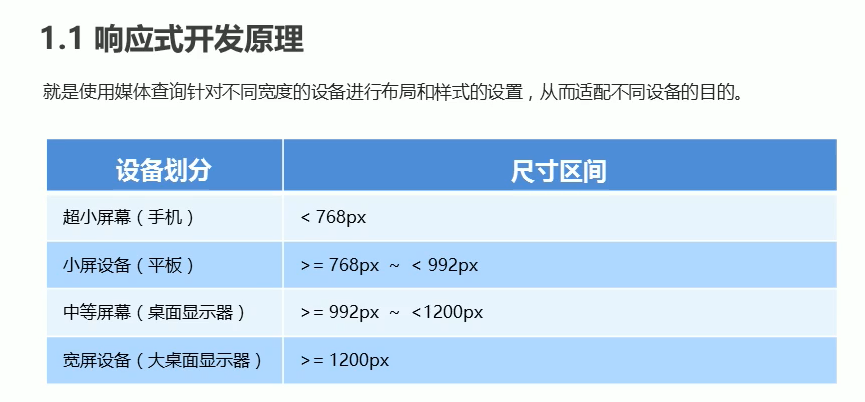 1.1 响应式开发原理
就是使用媒体查询针对不同宽度的设备进行布局和样式的设置，从而适配不同设备的目的。
设备划分 尺寸区间
超小屏幕（手机） < 768px
小屏设备（平板） >= 768px ~ < 992px
中等屏幕（桌面显示器） >= 992px ~ <1200px
宽屏设备（大桌面显示器） >= 1200px